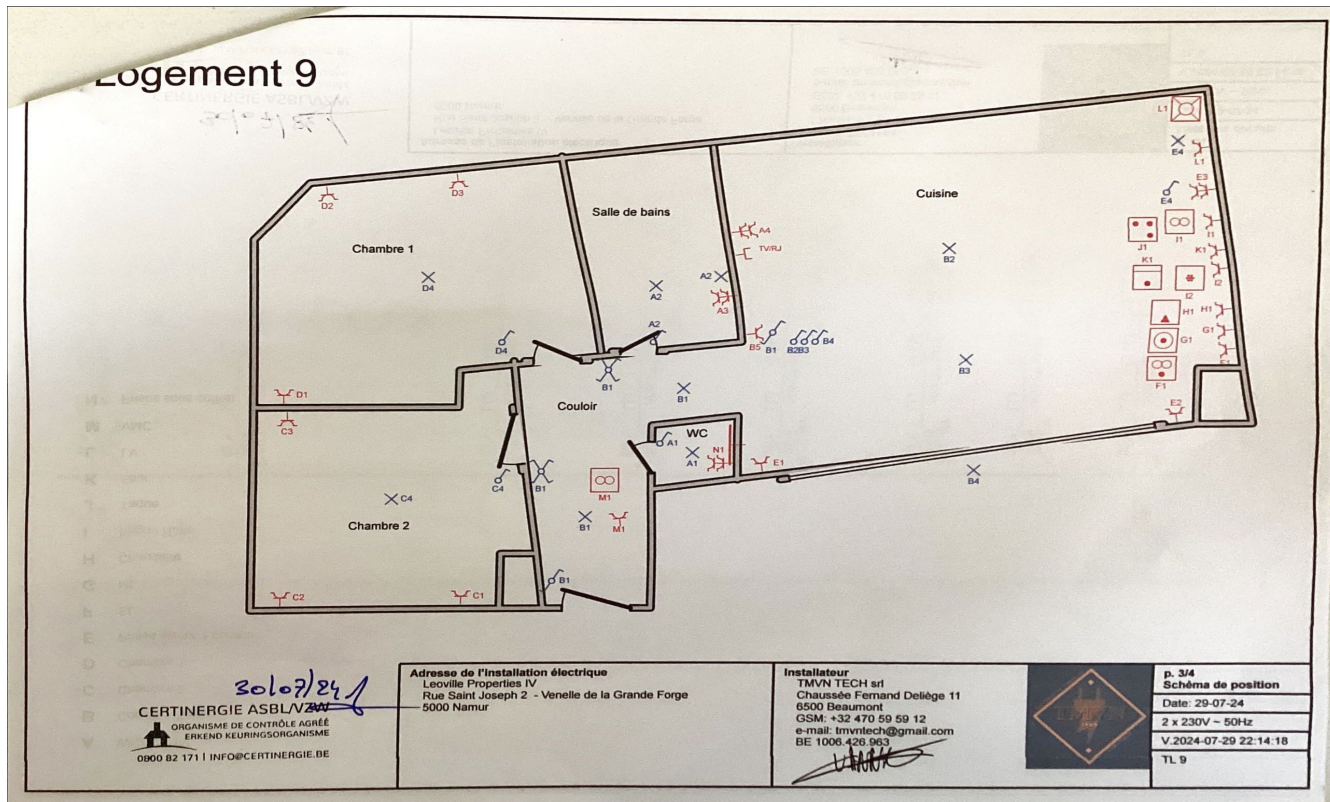 Logement 9
L1
E4
L1
D3
D2
E3
E4
Salle de bains
Cuisine
Chambre 1
A4
TV/RJ
J1
I1
I1
B2
K1
K1
I2
I2
D4
A2
A2
A3
H1
H1
A2
B5
B1
B2B3
B4
G1
G1
D4
B3
F1
B1
B1
D1
C3
Couloir
E2
WC
A1
A1
N1
E1
B4
C4
B1
M1
C4
Chambre 2
B1
M1
B1
C2
C1
30/07/24
CERTINERGIE ASBL/VZW
ORGANISME DE CONTRÔLE AGRÉÉ
ERKEND KEURINGSORGANISME
0800 82 171 | INFO@CERTINERGIE.BE
Adresse de l'installation électrique
Leoville Properties IV
Rue Saint Joseph 2 - Venelle de la Grande Forge
5000 Namur
Installateur
TMVN TECH srl
Chaussée Fernand Deliège 11
6500 Beaumont
GSM: +32 470 59 59 12
e-mail: tmvntech@gmail.com
BE 1006.426.963
TMVN
p. 3/4
Schéma de position
Date: 29-07-24
2 x 230V ~ 50Hz
V.2024-07-29 22:14:18
TL 9